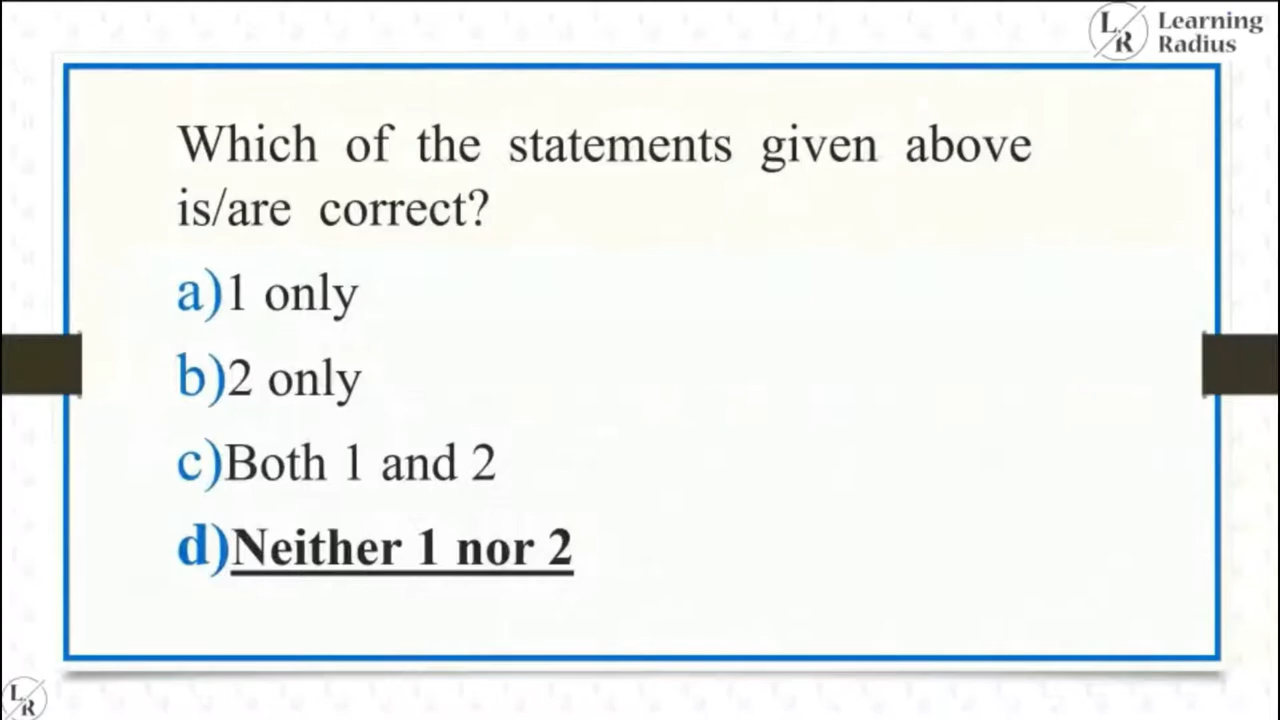 L R Learning
Radius
Which of the statements given above
is/are correct?
a)1 only
b)2 only
c)Both 1 and 2
d)Neither 1 nor 2
L R